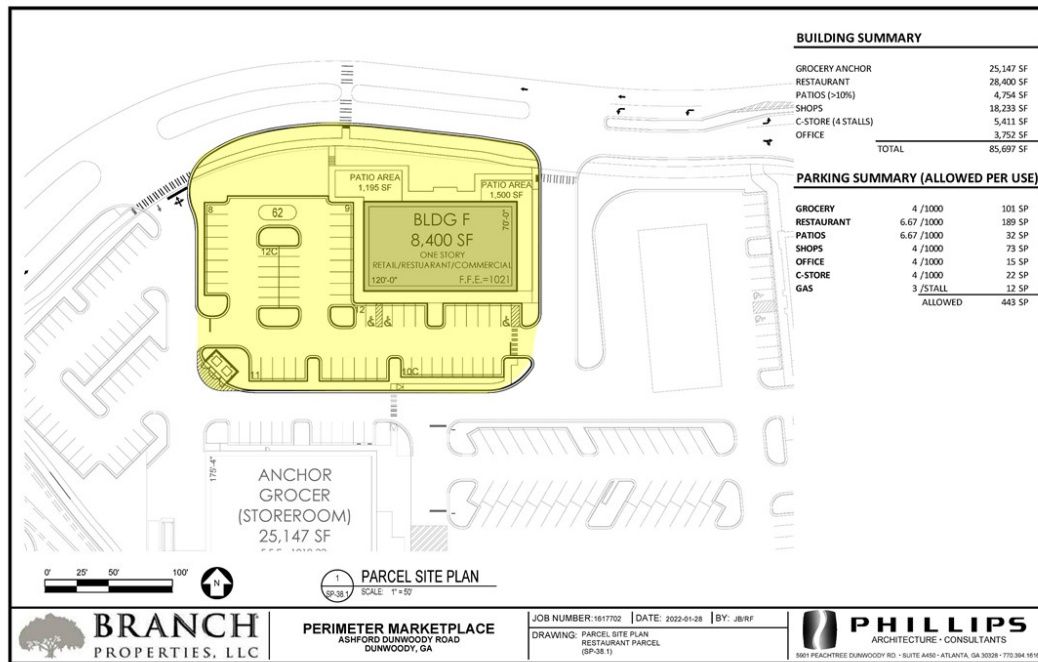 BUILDING SUMMARY
GROCERY ANCHOR 25,147 SF
RESTAURANT 28,400 SF
PATIOS (>10%) 4,754 SF
SHOPS 18,233 SF
C-STORE (4 STALLS) 5,411 SF
OFFICE 3,752 SF
TOTAL 85,697 SF
PARKING SUMMARY (ALLOWED PER USE)
GROCERY 4 /1000 101 SP
RESTAURANT 6.67 /1000 189 SP
PATIOS 6.67 /1000 32 SP
SHOPS 4 /1000 73 SP
OFFICE 4 /1000 15 SP
C-STORE 4 /1000 22 SP
GAS 3 /STALL 12 SP
ALLOWED 443 SP
PATIO AREA
1,195 SF
PATIO AREA
1,500 SF
8
62
9
12C
BLDG F
8,400 SF
ONE STORY
RETAIL/RESTUARANT/COMMERCIAL
120'-0"
F.F.E.=1021
70'-0"
12
11
10C
175'-4"
ANCHOR
GROCER
(STOREROOM)
25,147 SF
0' 25' 50' 100'
N
1
SP-38.1
PARCEL SITE PLAN
SCALE: 1" = 50'
BRANCH
PROPERTIES, LLC
PERIMETER MARKETPLACE
ASHFORD DUNWOODY ROAD
DUNWOODY, GA
JOB NUMBER:1617702 DATE: 2022-01-28 BY: JB/RF
DRAWING: PARCEL SITE PLAN
RESTAURANT PARCEL
(SP-38.1)
PHILLIPS
ARCHITECTURE • CONSULTANTS
5901 PEACHTREE DUNWOODY RD. • SUITE A450 • ATLANTA, GA 30328 • 770.394.1616